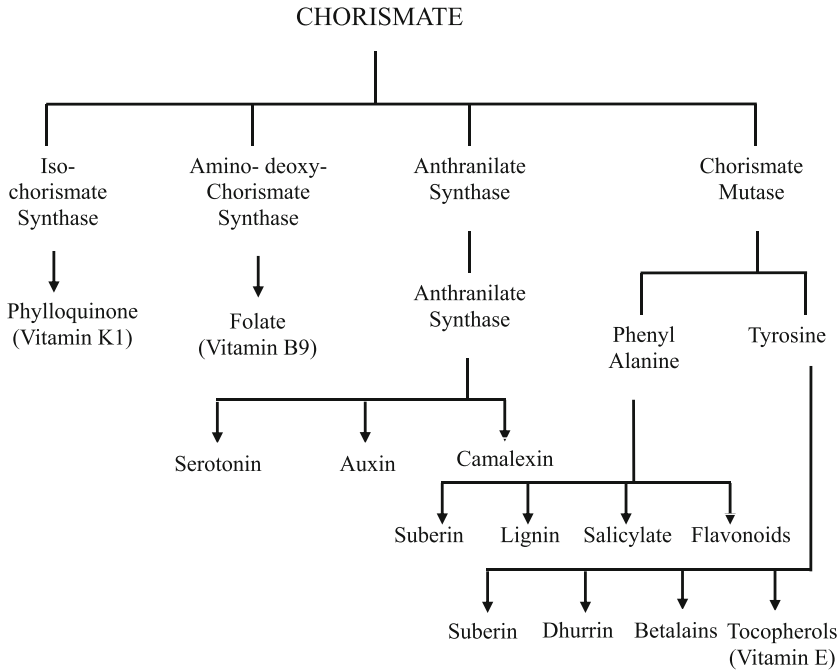 CHORISMATE
Iso-
chorismate
Synthase
Amino- deoxy-
Chorismate
Synthase
Anthranilate
Synthase
Chorismate
Mutase
Phylloquinone
(Vitamin K1)
Folate
(Vitamin B9)
Anthranilate
Synthase
Phenyl
Alanine
Tyrosine
Serotonin
Auxin
Camalexin
Suberin
Lignin
Salicylate
Flavonoids
Suberin
Dhurrin
Betalains
Tocopherols
(Vitamin E)